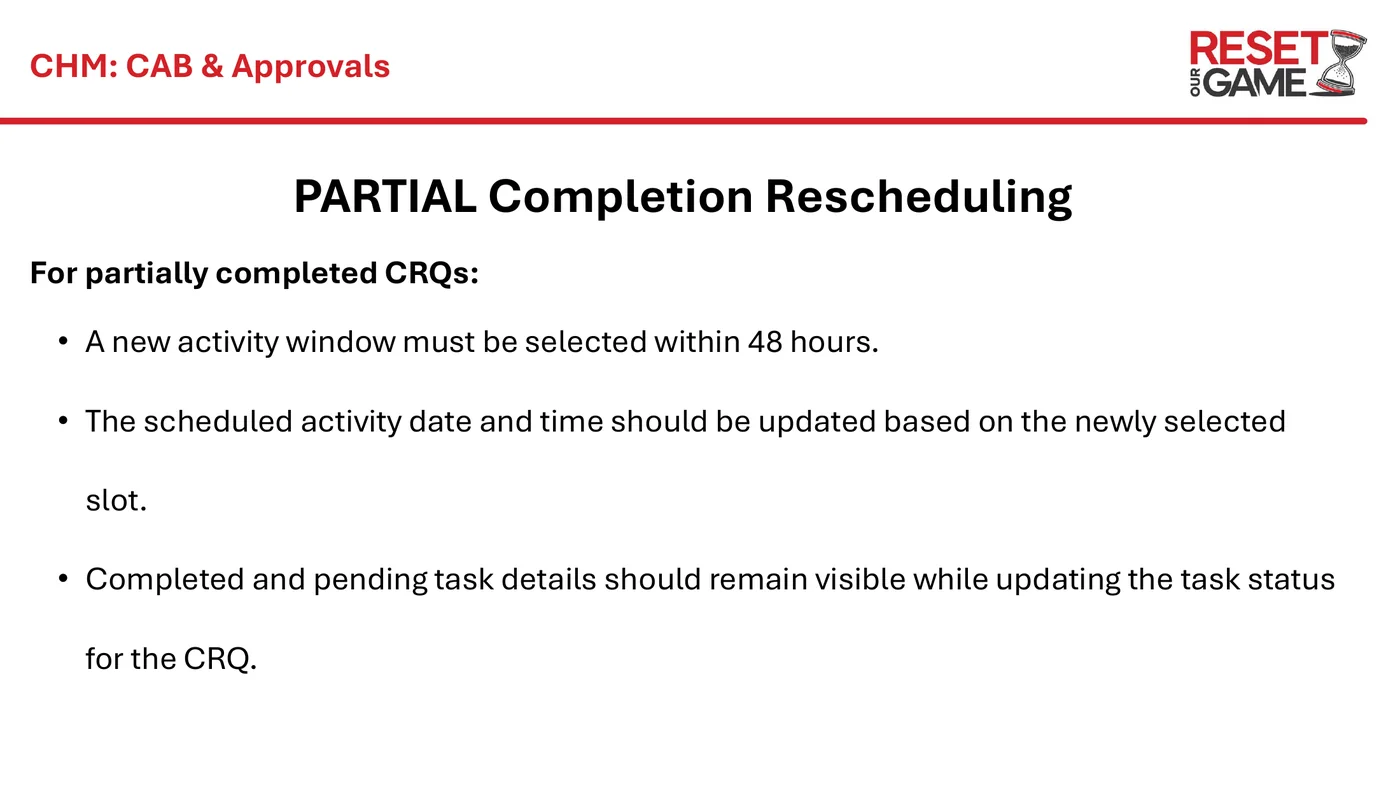 CHM: CAB & Approvals
RESET
OUR
GAME
PARTIAL Completion Rescheduling
For partially completed CRQs:
• A new activity window must be selected within 48 hours.
• The scheduled activity date and time should be updated based on the newly selected
slot.
• Completed and pending task details should remain visible while updating the task status
for the CRQ.